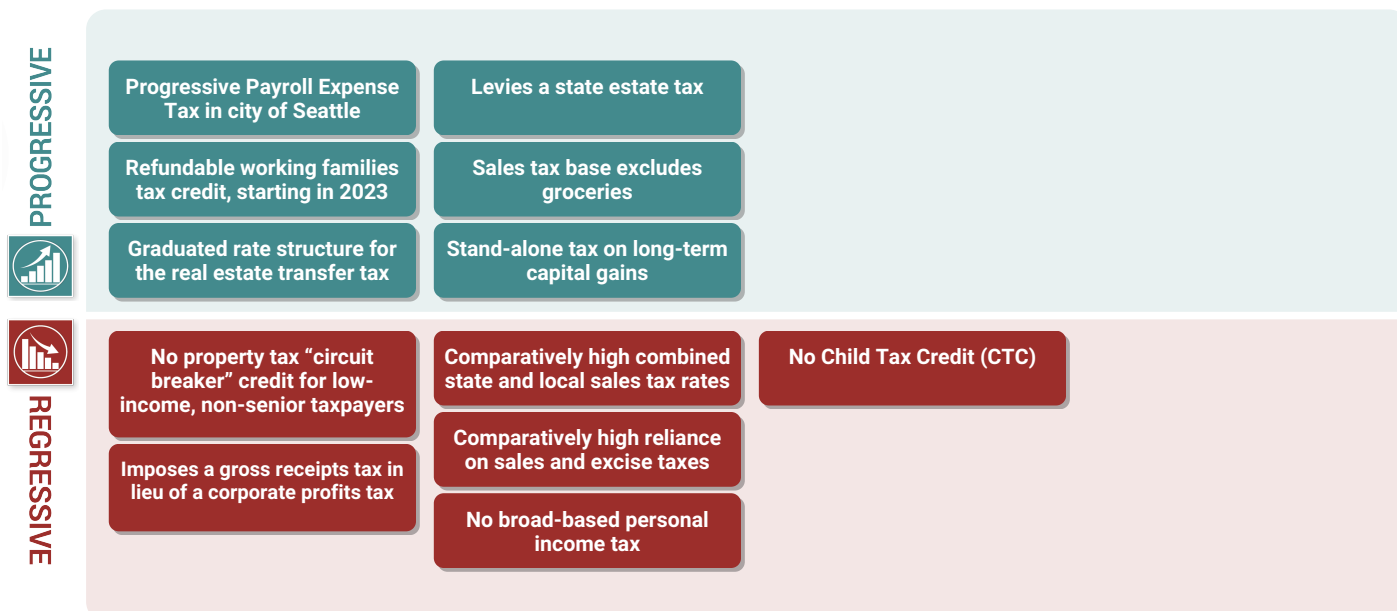 PROGRESSIVE
Progressive Payroll Expense
Tax in city of Seattle
Refundable working families
tax credit, starting in 2023
Graduated rate structure for
the real estate transfer tax
Levies a state estate tax
Sales tax base excludes
groceries
Stand-alone tax on long-term
capital gains
REGRESSIVE
No property tax “circuit
breaker” credit for low-
income, non-senior taxpayers
Imposes a gross receipts tax in
lieu of a corporate profits tax
Comparatively high combined
state and local sales tax rates
Comparatively high reliance
on sales and excise taxes
No broad-based personal
income tax
No Child Tax Credit (CTC)